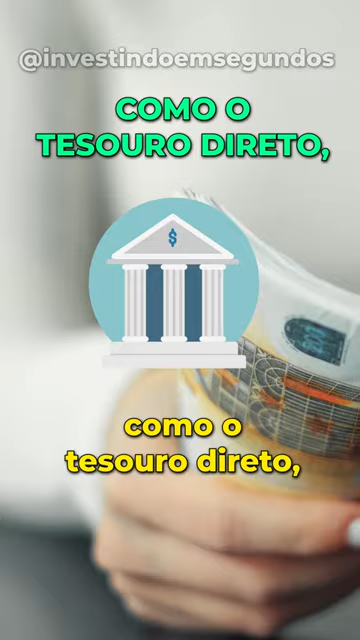 @investindoemsegundos
COMO O
TESOURO DIRETO,
$
como o
tesouro direto,